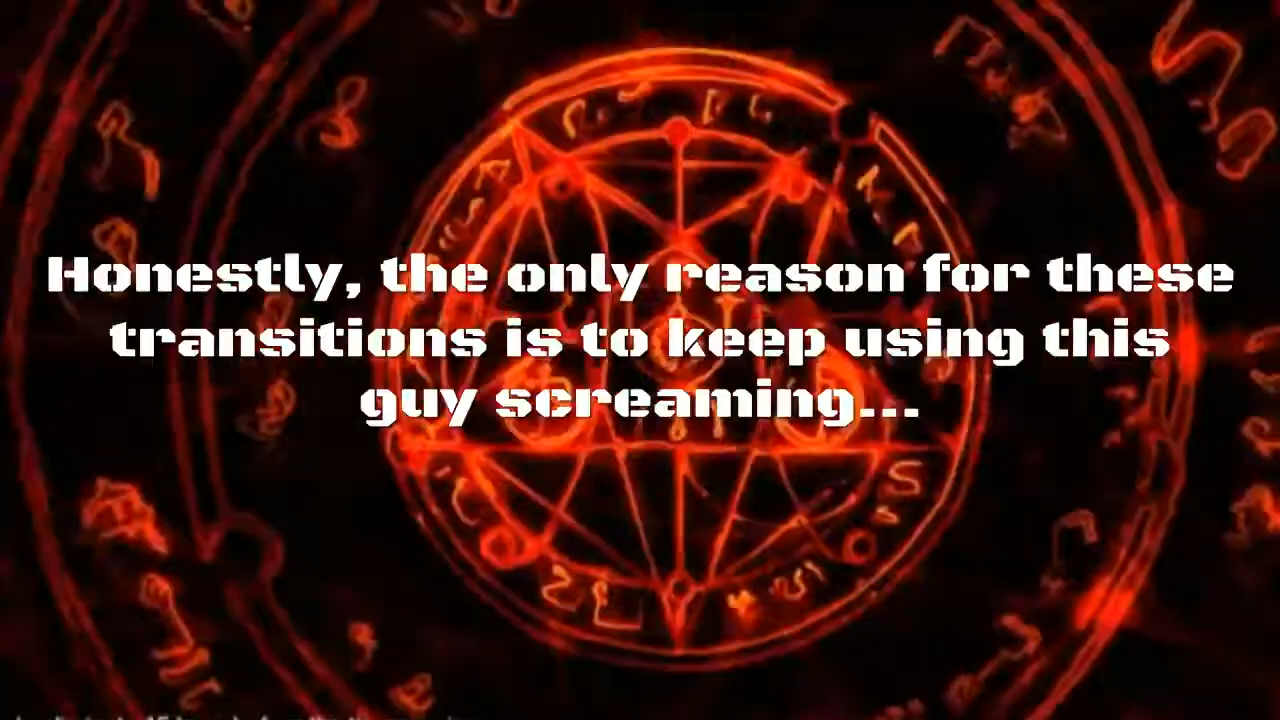 Honestly, the only reason for these
transitions is to keep using this
guy screaming...